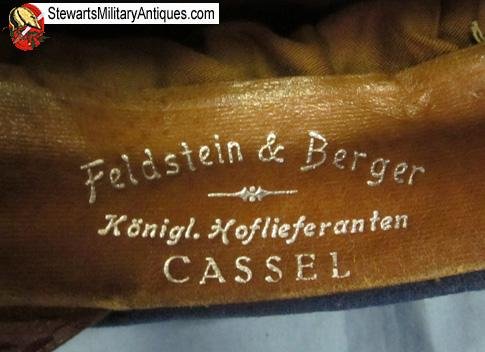 StewartsMilitaryAntiques.com
Feldstein & Berger
Königl. Hoflieferanten
CASSEL